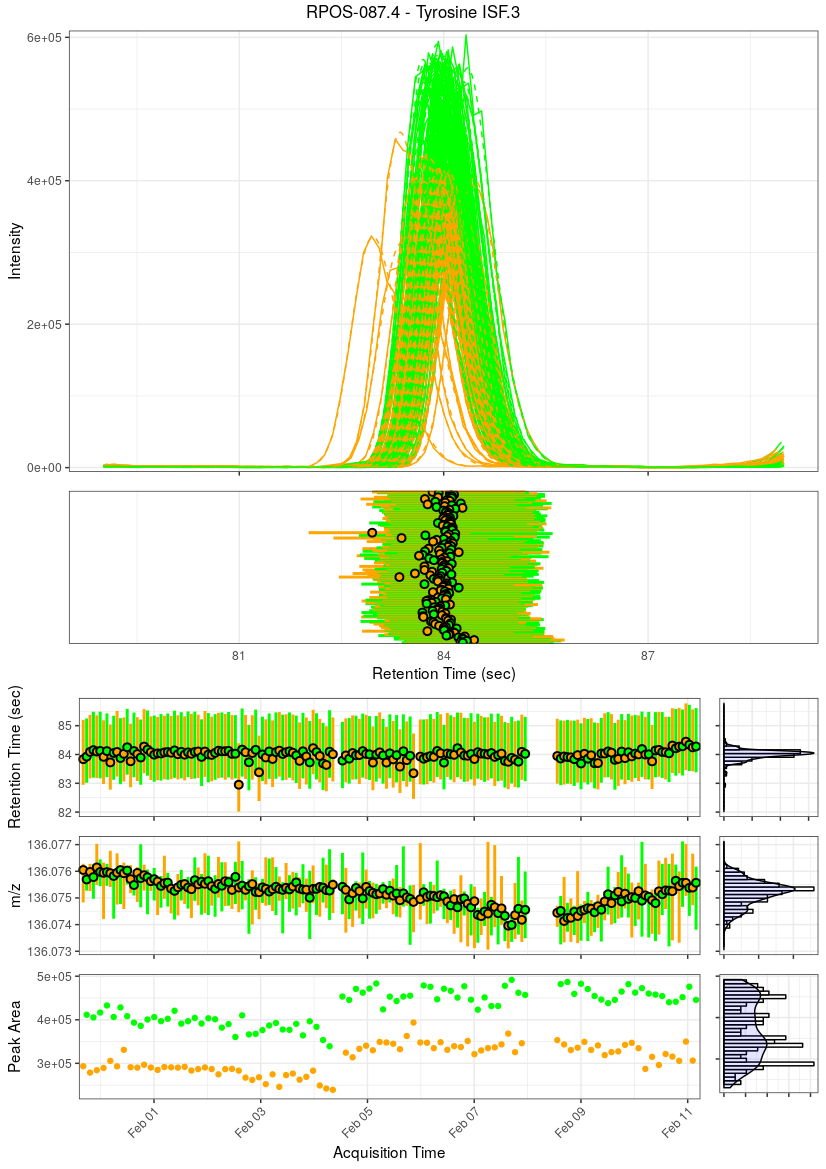 RPOS-087.4 - Tyrosine ISF.3
6e+05
4e+05
2e+05
0e+00
Intensity
81
84
87
Retention Time (sec)
85
84
83
82
Retention Time (sec)
136.077
136.076
136.075
136.074
136.073
m/z
5e+05
4e+05
3e+05
Peak Area
Feb 01
Feb 03
Feb 05
Feb 07
Feb 09
Feb 11
Acquisition Time